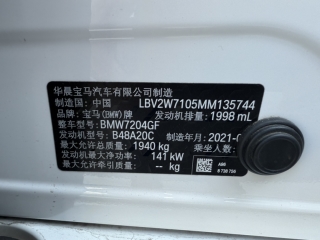 华晨宝马汽车有限公司制造
制造国：中国 LBV2W7105MM135744
品牌：宝马(BMW)牌 发动机排量：1998 mL
整车型号：BMW7204GF
发动机型号：B48A20C 制造年月：2021-0
最大允许总质量：1940 kg 乘坐人数：
发动机最大净功率：141 kW
最大允许牵引质量：-- kg